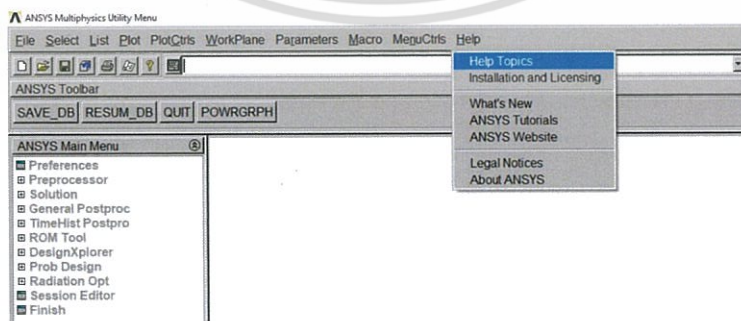 ANSYS Multiphysics Utility Menu
File Select List Plot PlotCtrls WorkPlane Parameters Macro MenuCtrls Help
Help Topics
Installation and Licensing
What's New
ANSYS Tutorials
ANSYS Website
Legal Notices
About ANSYS
ANSYS Toolbar
SAVE_DB RESUM_DB QUIT POWRGRPH
ANSYS Main Menu
Preferences
Preprocessor
Solution
General Postproc
TimeHist Postpro
ROM Tool
DesignXplorer
Prob Design
Radiation Opt
Session Editor
Finish